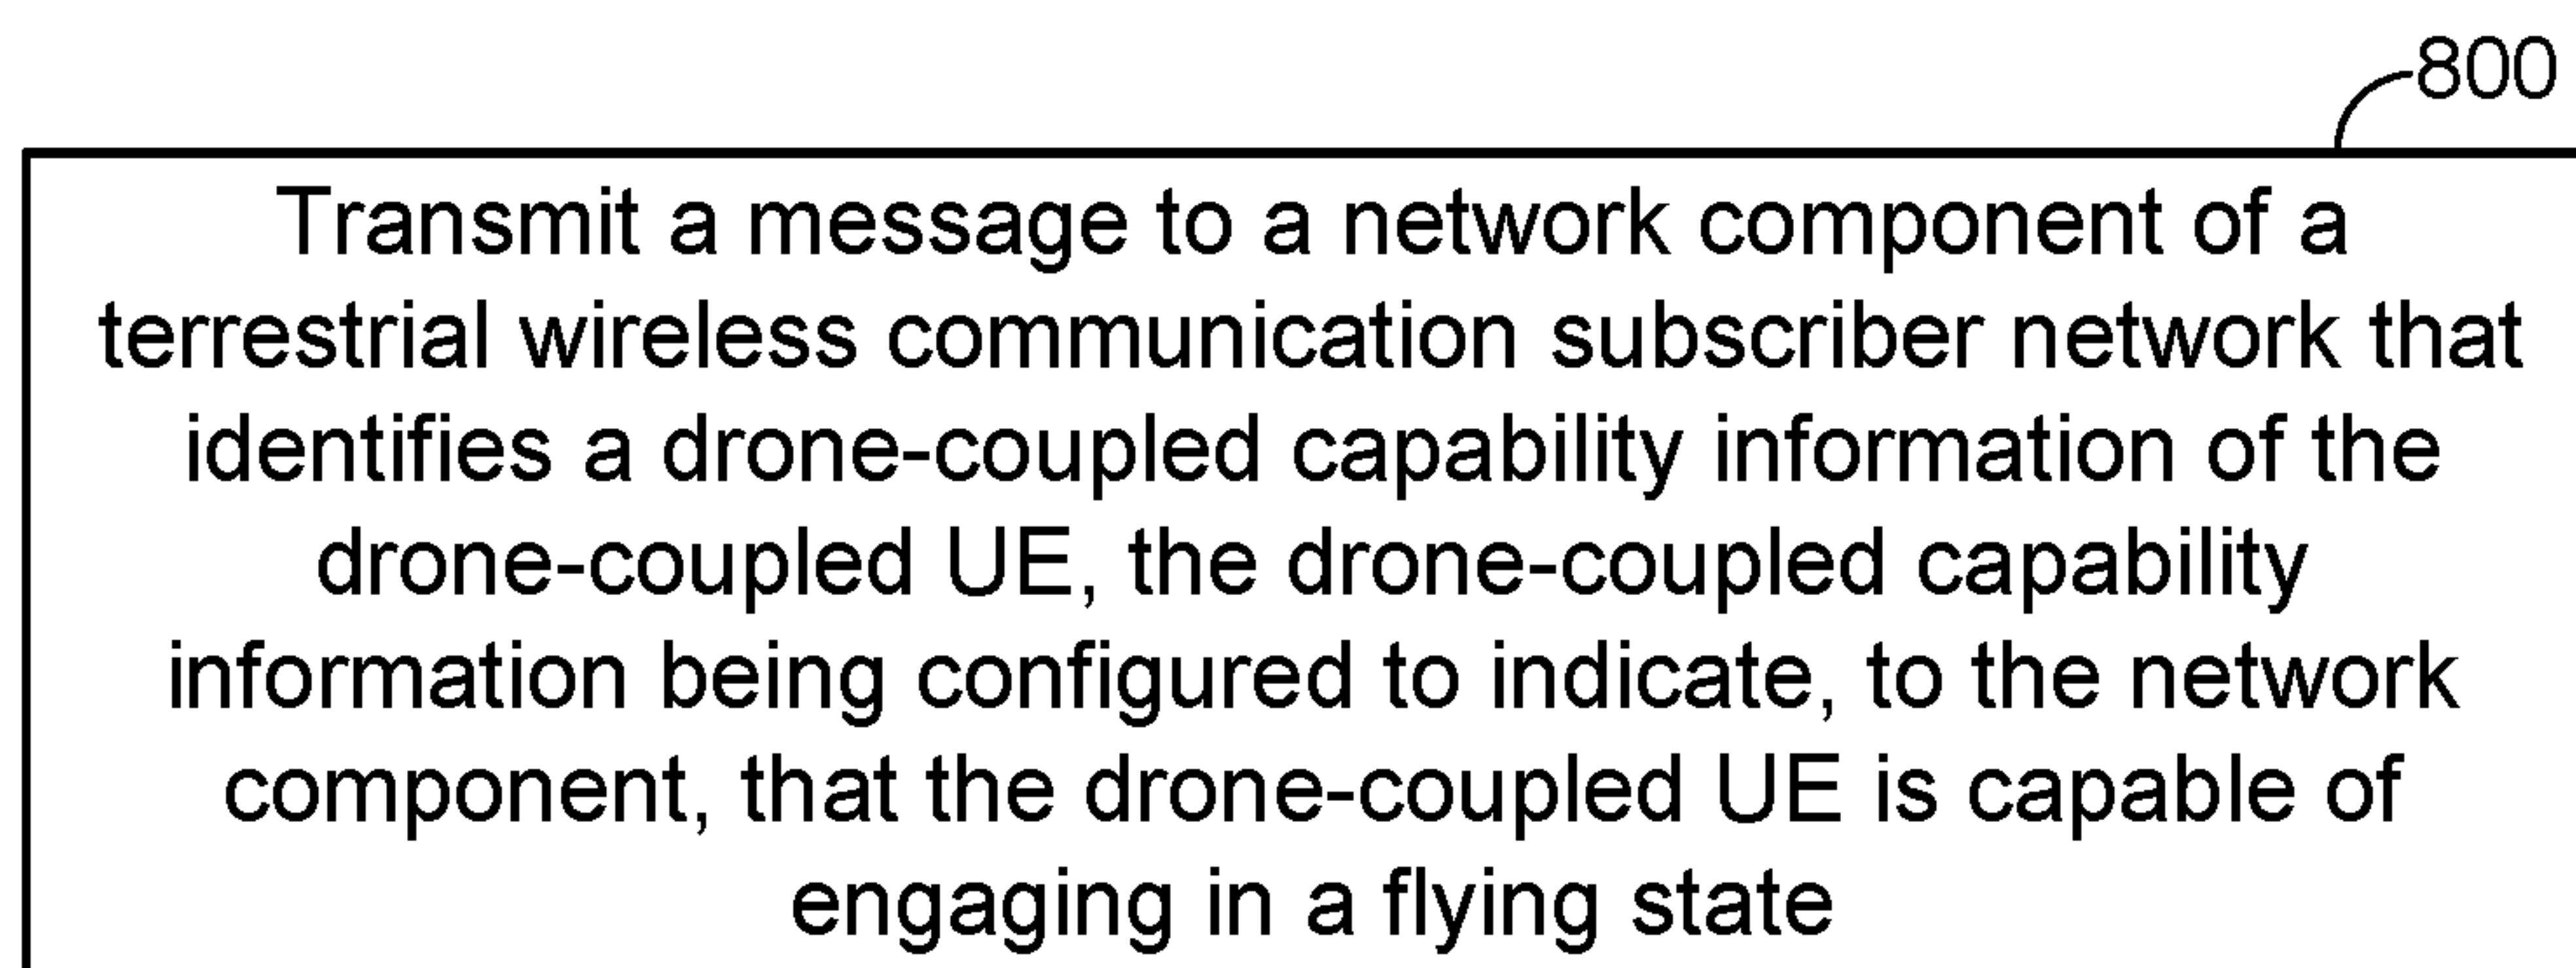 800
Transmit a message to a network component of a
terrestrial wireless communication subscriber network that
identifies a drone-coupled capability information of the
drone-coupled UE, the drone-coupled capability
information being configured to indicate, to the network
component, that the drone-coupled UE is capable of
engaging in a flying state